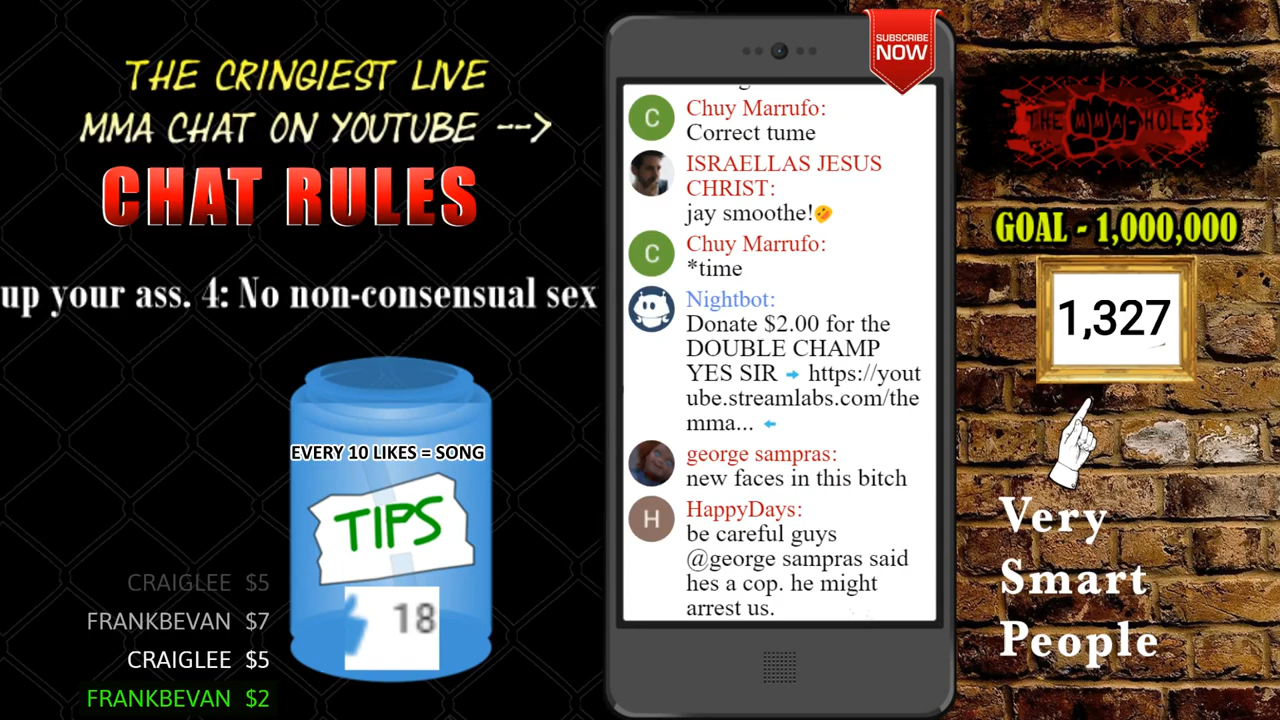 THE CRINGIEST LIVE
MMA CHAT ON YOUTUBE -->
CHAT RULES
up your ass. 4: No non-consensual sex
EVERY 10 LIKES = SONG
TIPS
18
CRAIGLEE $5
FRANKBEVAN $7
CRAIGLEE $5
FRANKBEVAN $2
SUBSCRIBE
NOW
Chuy Marrufo:
Correct tume
ISRAELLAS JESUS
CHRIST:
jay smoothe!
Chuy Marrufo:
*time
Nightbot:
Donate $2.00 for the
DOUBLE CHAMP
YES SIR ➡ https://yout
ube.streamlabs.com/the
mma... ⬅
george sampras:
new faces in this bitch
HappyDays:
be careful guys
@george sampras said
hes a cop. he might
arrest us.
C
C
H
THE MMA-HOLES
GOAL - 1,000,000
1,327
Very
Smart
People